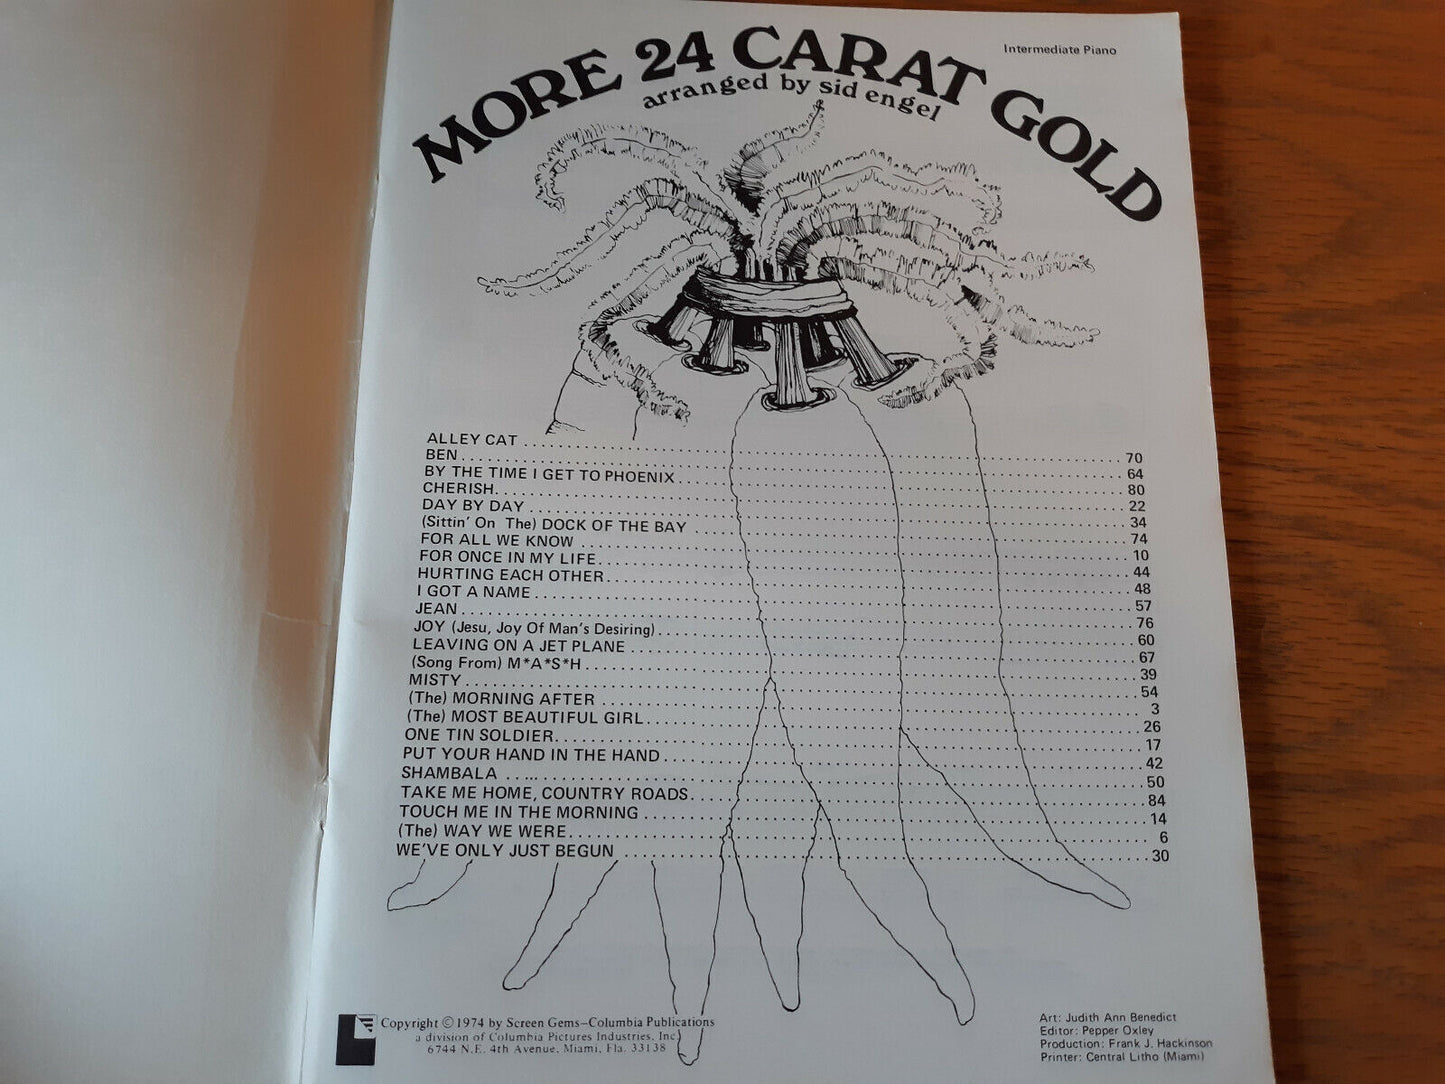 Intermediate Piano
MORE 24 CARAT GOLD
arranged by sid engel
ALLEY CAT . . . . . . . . . . . . . . . . . . . . 70
BEN . . . . . . . . . . . . . . . . . . . . 64
BY THE TIME I GET TO PHOENIX . . . . . . . . . . . . . . . . . . . . 80
CHERISH. . . . . . . . . . . . . . . . . . . . 22
DAY BY DAY . . . . . . . . . . . . . . . . . . . . 34
(Sittin' On The) DOCK OF THE BAY . . . . . . . . . . . . . . . . . . . . 74
FOR ALL WE KNOW . . . . . . . . . . . . . . . . . . . . 10
FOR ONCE IN MY LIFE. . . . . . . . . . . . . . . . . . . . 44
HURTING EACH OTHER. . . . . . . . . . . . . . . . . . . . 48
I GOT A NAME . . . . . . . . . . . . . . . . . . . . 57
JEAN . . . . . . . . . . . . . . . . . . . . 76
JOY (Jesu, Joy Of Man's Desiring) . . . . . . . . . . . . . . . . . . . . 60
LEAVING ON A JET PLANE . . . . . . . . . . . . . . . . . . . . 67
(Song From) M*A*S*H . . . . . . . . . . . . . . . . . . . . 39
MISTY . . . . . . . . . . . . . . . . . . . . 54
(The) MORNING AFTER . . . . . . . . . . . . . . . . . . . . 3
(The) MOST BEAUTIFUL GIRL . . . . . . . . . . . . . . . . . . . . 26
ONE TIN SOLDIER. . . . . . . . . . . . . . . . . . . . 17
PUT YOUR HAND IN THE HAND . . . . . . . . . . . . . . . . . . . . 42
SHAMBALA . . . . . . . . . . . . . . . . . . . . 50
TAKE ME HOME, COUNTRY ROADS. . . . . . . . . . . . . . . . . . . . 84
TOUCH ME IN THE MORNING . . . . . . . . . . . . . . . . . . . . 14
(The) WAY WE WERE. . . . . . . . . . . . . . . . . . . . 6
WE'VE ONLY JUST BEGUN . . . . . . . . . . . . . . . . . . . . 30
Copyright © 1974 by Screen Gems–Columbia Publications
a division of Columbia Pictures Industries, Inc.
6744 N.E. 4th Avenue, Miami, Fla. 33138
Art: Judith Ann Benedict
Editor: Pepper Oxley
Production: Frank J. Hackinson
Printer: Central Litho (Miami)